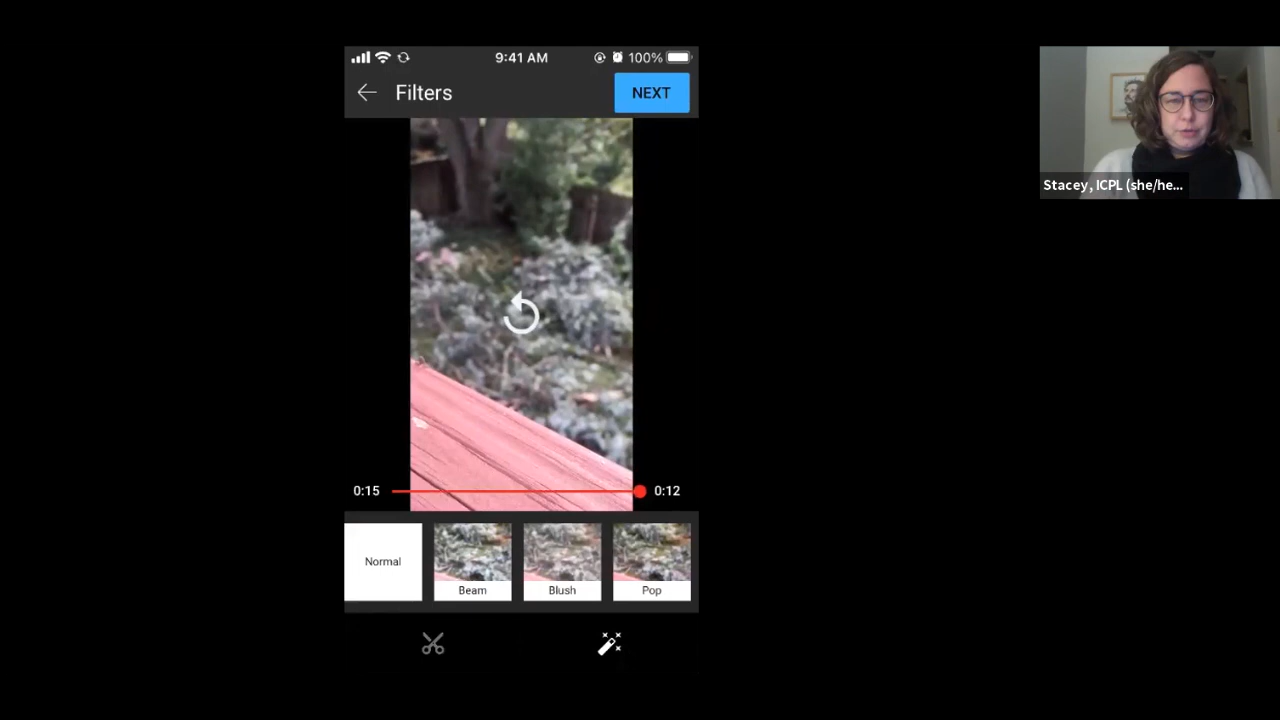 9:41 AM
100%
Filters
NEXT
Stacey, ICPL (she/he...
0:15
0:12
Normal
Beam
Blush
Pop